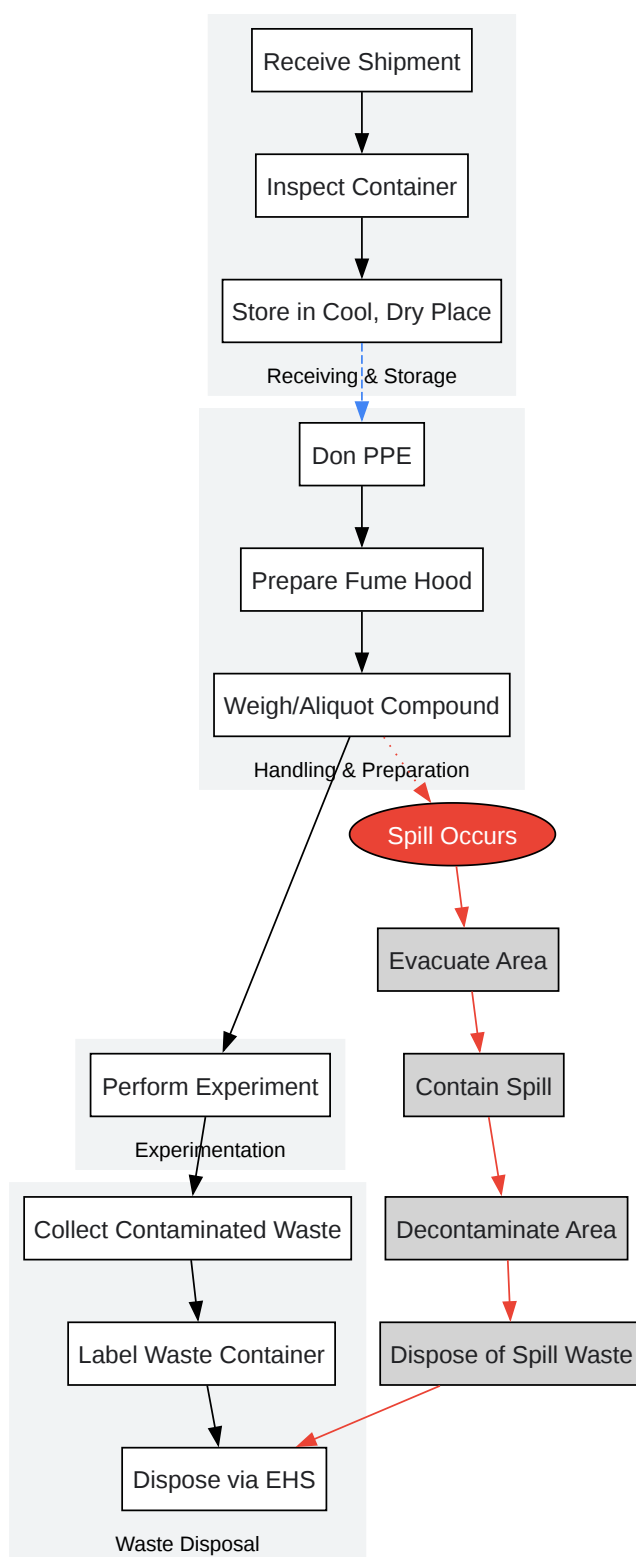 Receive Shipment
Inspect Container
Store in Cool, Dry Place
Receiving & Storage
Don PPE
Prepare Fume Hood
Weigh/Aliquot Compound
Handling & Preparation
Spill Occurs
Evacuate Area
Perform Experiment
Contain Spill
Experimentation
Collect Contaminated Waste
Decontaminate Area
Label Waste Container
Dispose of Spill Waste
Dispose via EHS
Waste Disposal